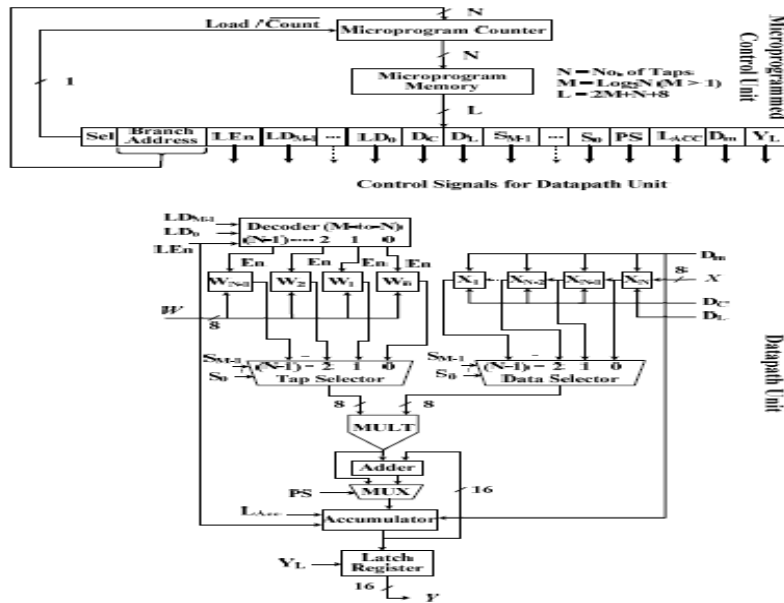 N
Load / Count
Microprogram Counter
N
1
Microprogram
Memory
N = No. of Taps
M = Log2N (M > 1)
L = 2M+N+8
L
Microprogrammed
Control Unit
Sel Branch Address LEn LDM-1 ... LD0 DC DL SM-1 ... S0 PS LACC Dm YL
Control Signals for Datapath Unit
LDM-1
LD0
LEn
Decoder (M-to-N)
(N-1) ---- 2 1 0
En En En En
WN-1 W2 W1 W0
W
8
X1 XN-2 XN-1 XN
Dm
8
X
DC
DL
SM-1
S0
(N-1) - 2 1 0
Tap Selector
SM-1
S0
(N-1) - 2 1 0
Data Selector
8 8
MULT
Adder
PS
MUX
16
LAcc
Accumulator
YL
Latch
Register
16
Y
Datapath Unit